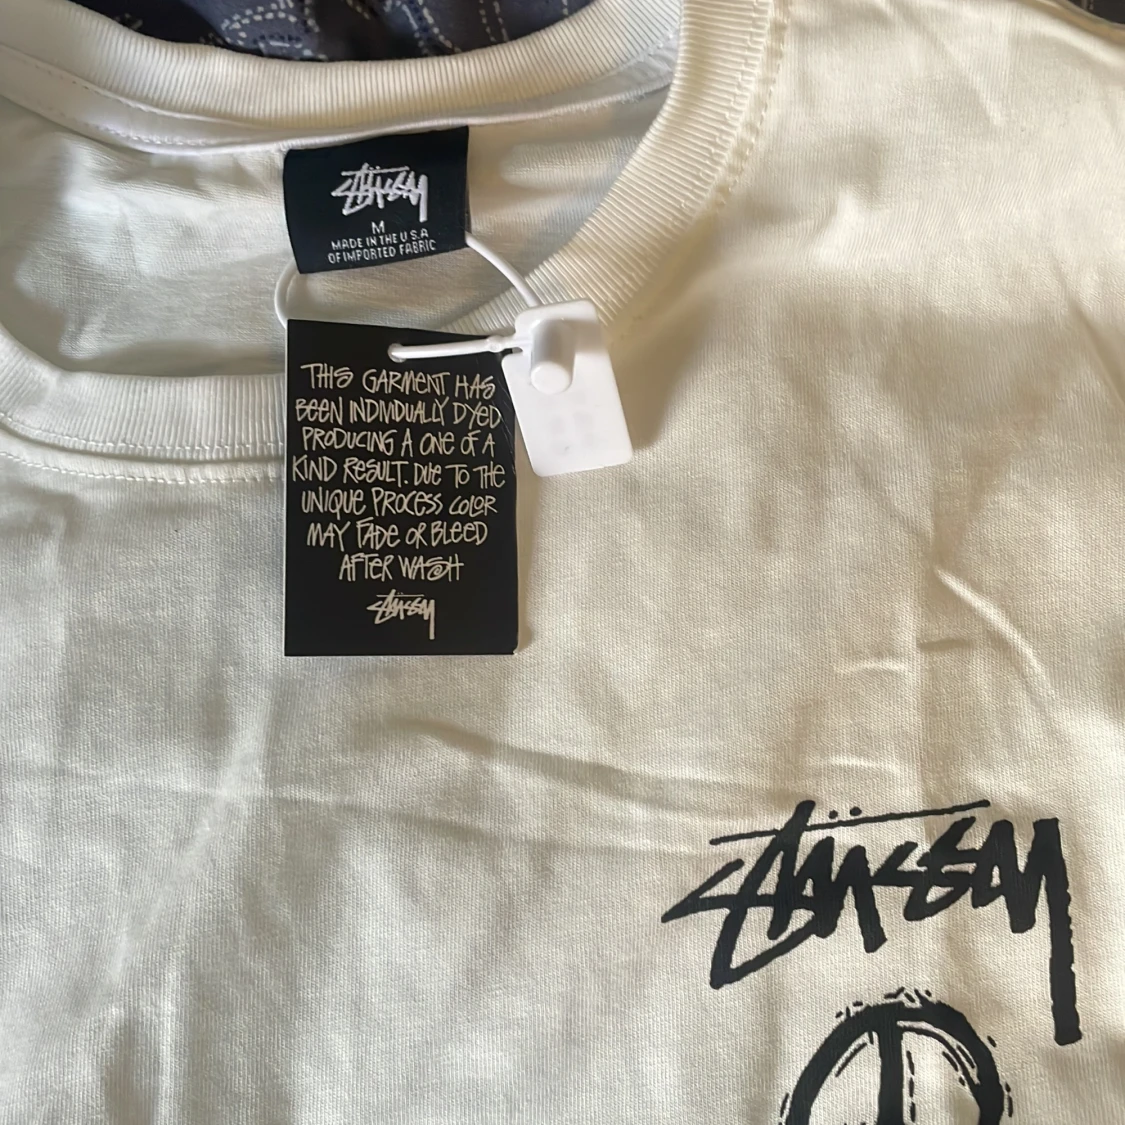 STÜSSY
M
MADE IN THE U.S.A
OF IMPORTED FABRIC
THIS GARMENT HAS
BEEN INDIVIDUALLY DYED
PRODUCING A ONE OF A
KIND RESULT. DUE TO THE
UNIQUE PROCESS COLOR
MAY FADE OR BLEED
AFTER WASH
STÜSSY
STÜSSY